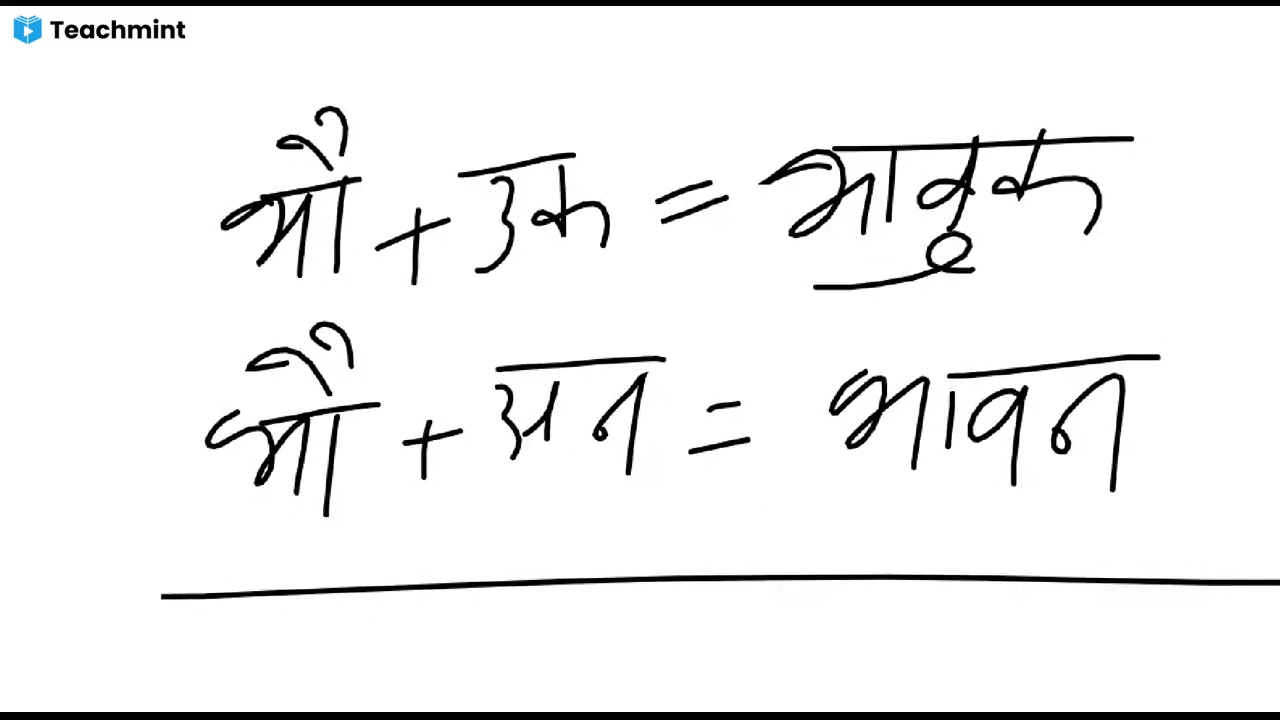 Teachmint
भौ + उक = भावुक
भौ + अन = भावन